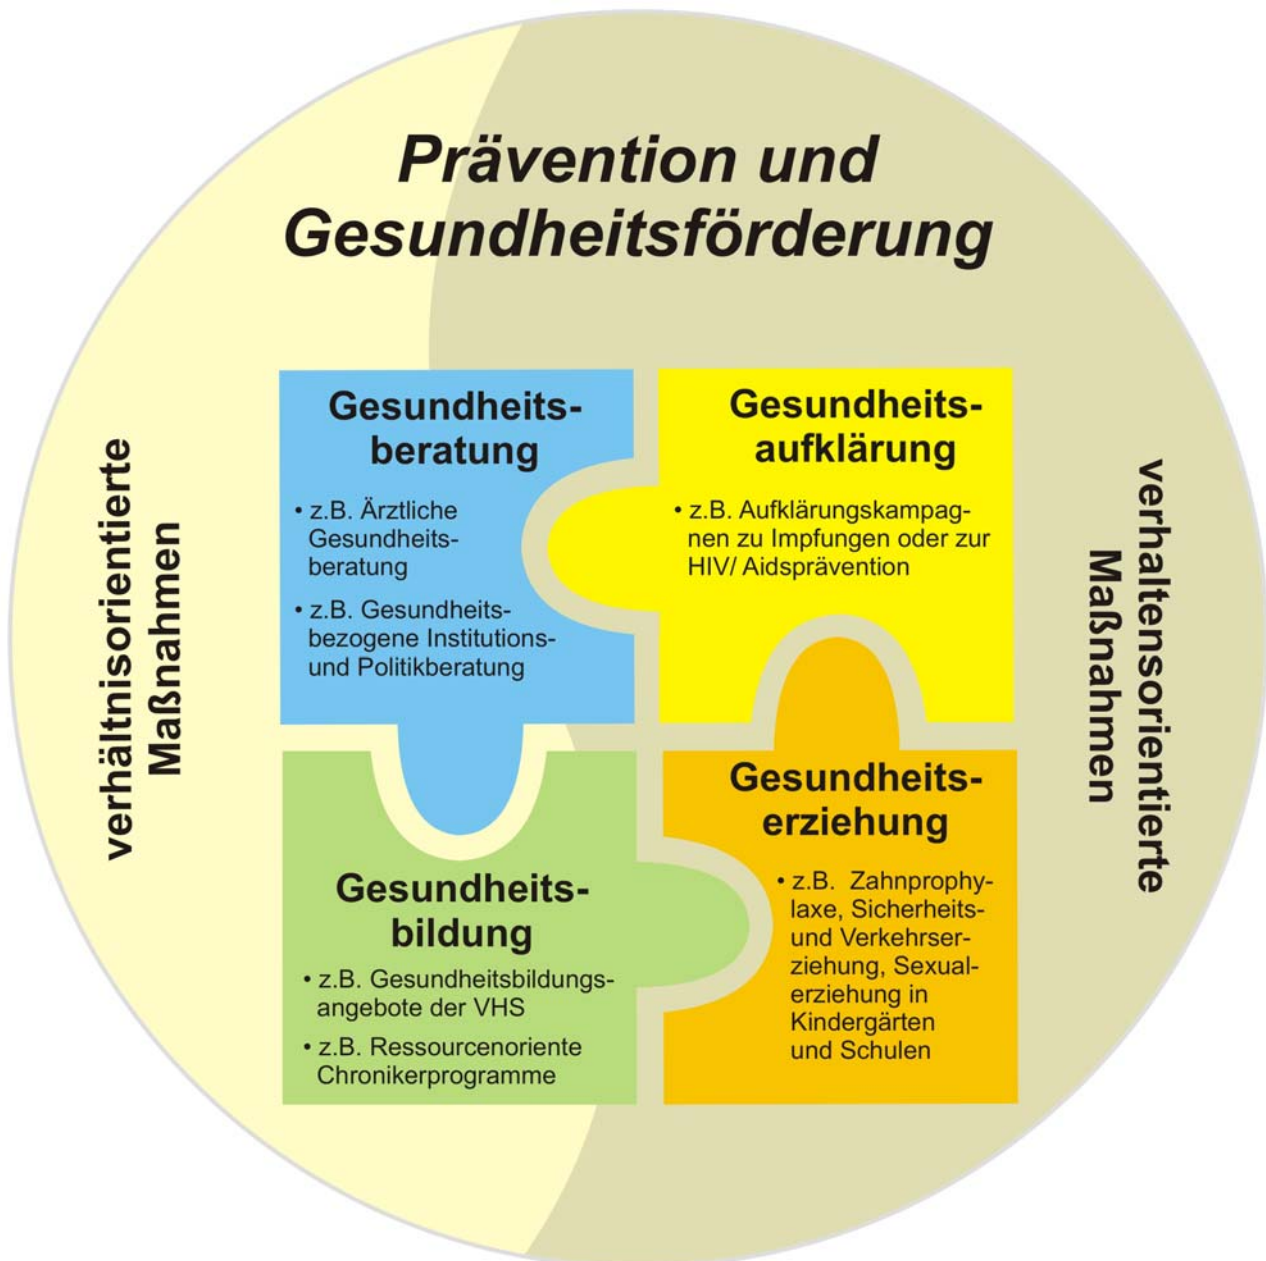 Prävention und
Gesundheitsförderung
verhältnisorientierte
Maßnahmen
Gesundheits-
beratung
• z.B. Ärztliche
Gesundheits-
beratung
• z.B. Gesundheits-
bezogene Institutions-
und Politikberatung
Gesundheits-
aufklärung
• z.B. Aufklärungskampag-
nen zu Impfungen oder zur
HIV/ Aidsprävention
Gesundheits-
bildung
• z.B. Gesundheitsbildungs-
angebote der VHS
• z.B. Ressourcenoriente
Chronikerprogramme
Gesundheits-
erziehung
• z.B. Zahnprophy-
laxe, Sicherheits-
und Verkehrser-
ziehung, Sexual-
erziehung in
Kindergärten
und Schulen
verhaltensorientierte
Maßnahmen